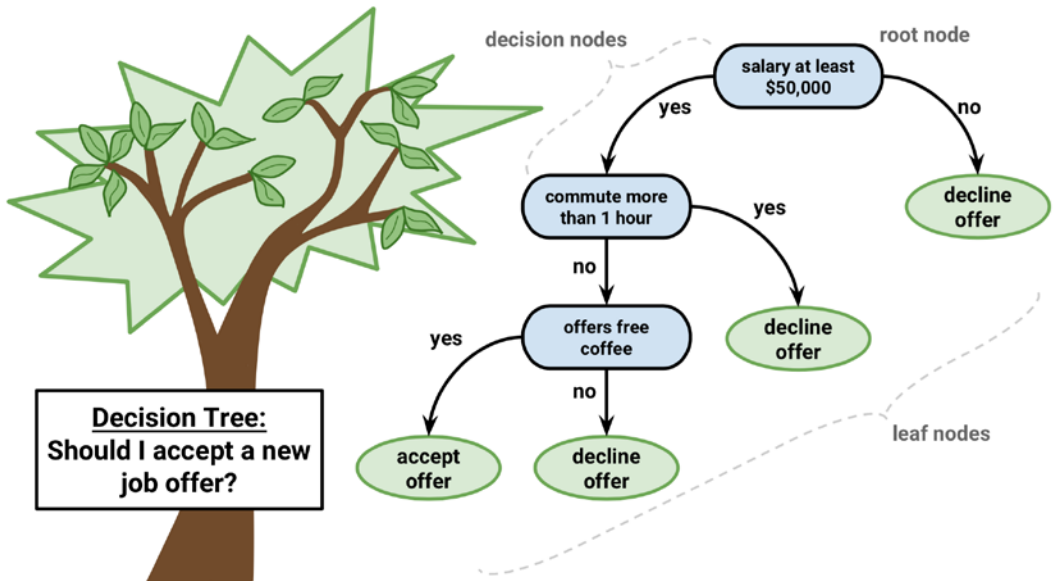 decision nodes
root node
salary at least
$50,000
yes
no
commute more
than 1 hour
yes
decline
offer
no
offers free
coffee
decline
offer
yes
no
accept
offer
decline
offer
leaf nodes
Decision Tree:
Should I accept a new
job offer?